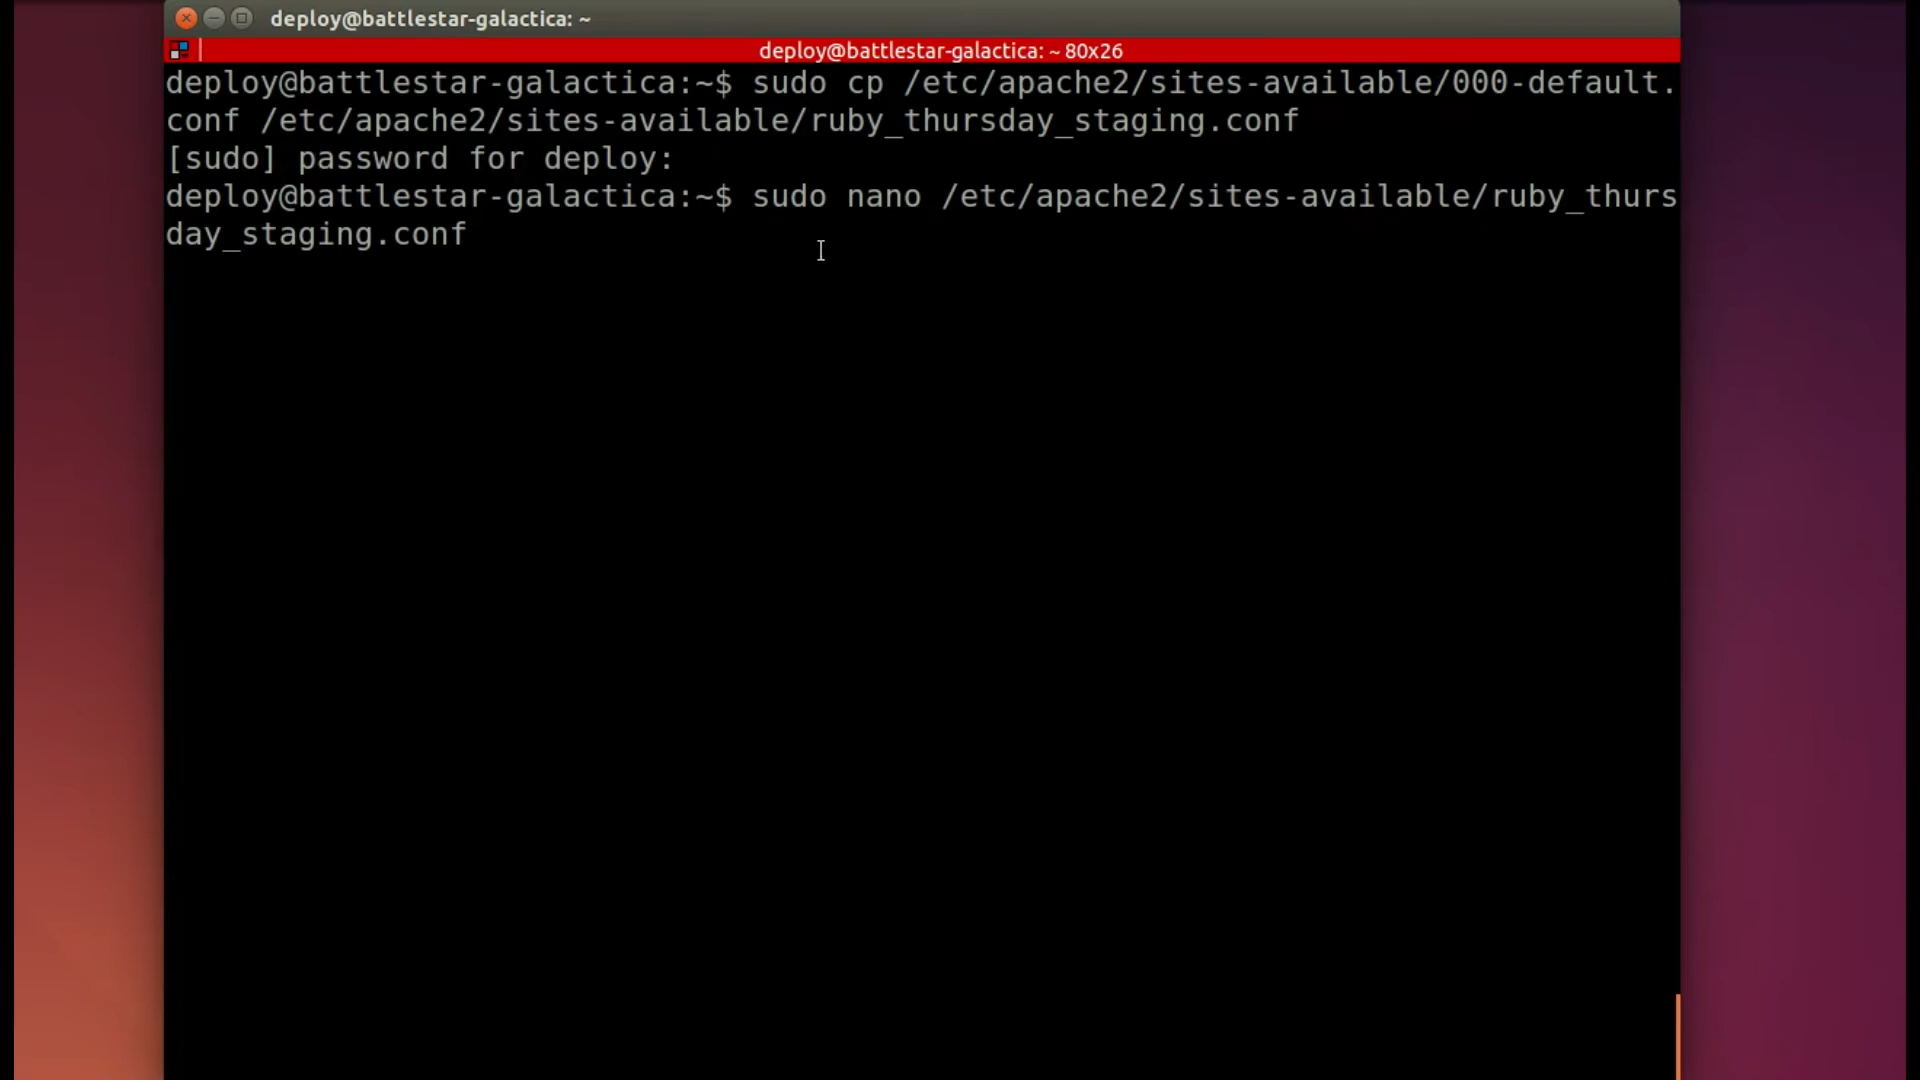 deploy@battlestar-galactica: ~
deploy@battlestar-galactica: ~ 80x26
deploy@battlestar-galactica:~$ sudo cp /etc/apache2/sites-available/000-default.
conf /etc/apache2/sites-available/ruby_thursday_staging.conf
[sudo] password for deploy:
deploy@battlestar-galactica:~$ sudo nano /etc/apache2/sites-available/ruby_thurs
day_staging.conf